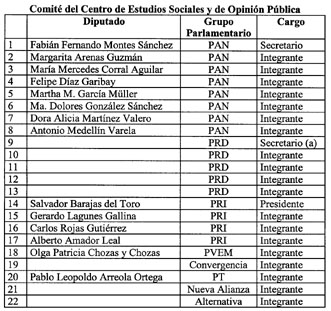 Comité del Centro de Estudios Sociales y de Opinión Pública
Diputado Grupo Parlamentario Cargo
1 Fabián Fernando Montes Sánchez PAN Secretario
2 Margarita Arenas Guzmán PAN Integrante
3 María Mercedes Corral Aguilar PAN Integrante
4 Felipe Díaz Garibay PAN Integrante
5 Martha M. García Müller PAN Integrante
6 Ma. Dolores González Sánchez PAN Integrante
7 Dora Alicia Martínez Valero PAN Integrante
8 Antonio Medellín Varela PAN Integrante
9 PRD Secretario (a)
10 PRD Integrante
11 PRD Integrante
12 PRD Integrante
13 PRD Integrante
14 Salvador Barajas del Toro PRI Presidente
15 Gerardo Lagunes Gallina PRI Integrante
16 Carlos Rojas Gutiérrez PRI Integrante
17 Alberto Amador Leal PRI Integrante
18 Olga Patricia Chozas y Chozas PVEM Integrante
19 Convergencia Integrante
20 Pablo Leopoldo Arreola Ortega PT Integrante
21 Nueva Alianza Integrante
22 Alternativa Integrante